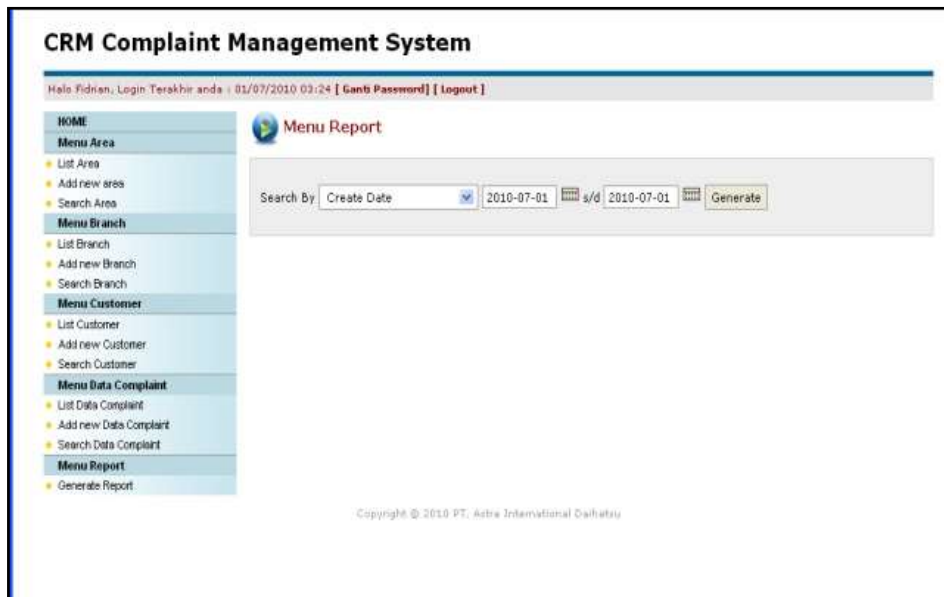 CRM Complaint Management System
Halo Fidrian, Login Terakhir anda : 01/07/2010 03:24 [ Ganti Password] [ Logout ]
HOME
Menu Area
List Area
Add new area
Search Area
Menu Branch
List Branch
Add new Branch
Search Branch
Menu Customer
List Customer
Add new Customer
Search Customer
Menu Data Complaint
List Data Complaint
Add new Data Complaint
Search Data Complaint
Menu Report
Generate Report
Menu Report
Search By Create Date 2010-07-01 s/d 2010-07-01 Generate
Copyright © 2010 PT. Astra International Daihatsu